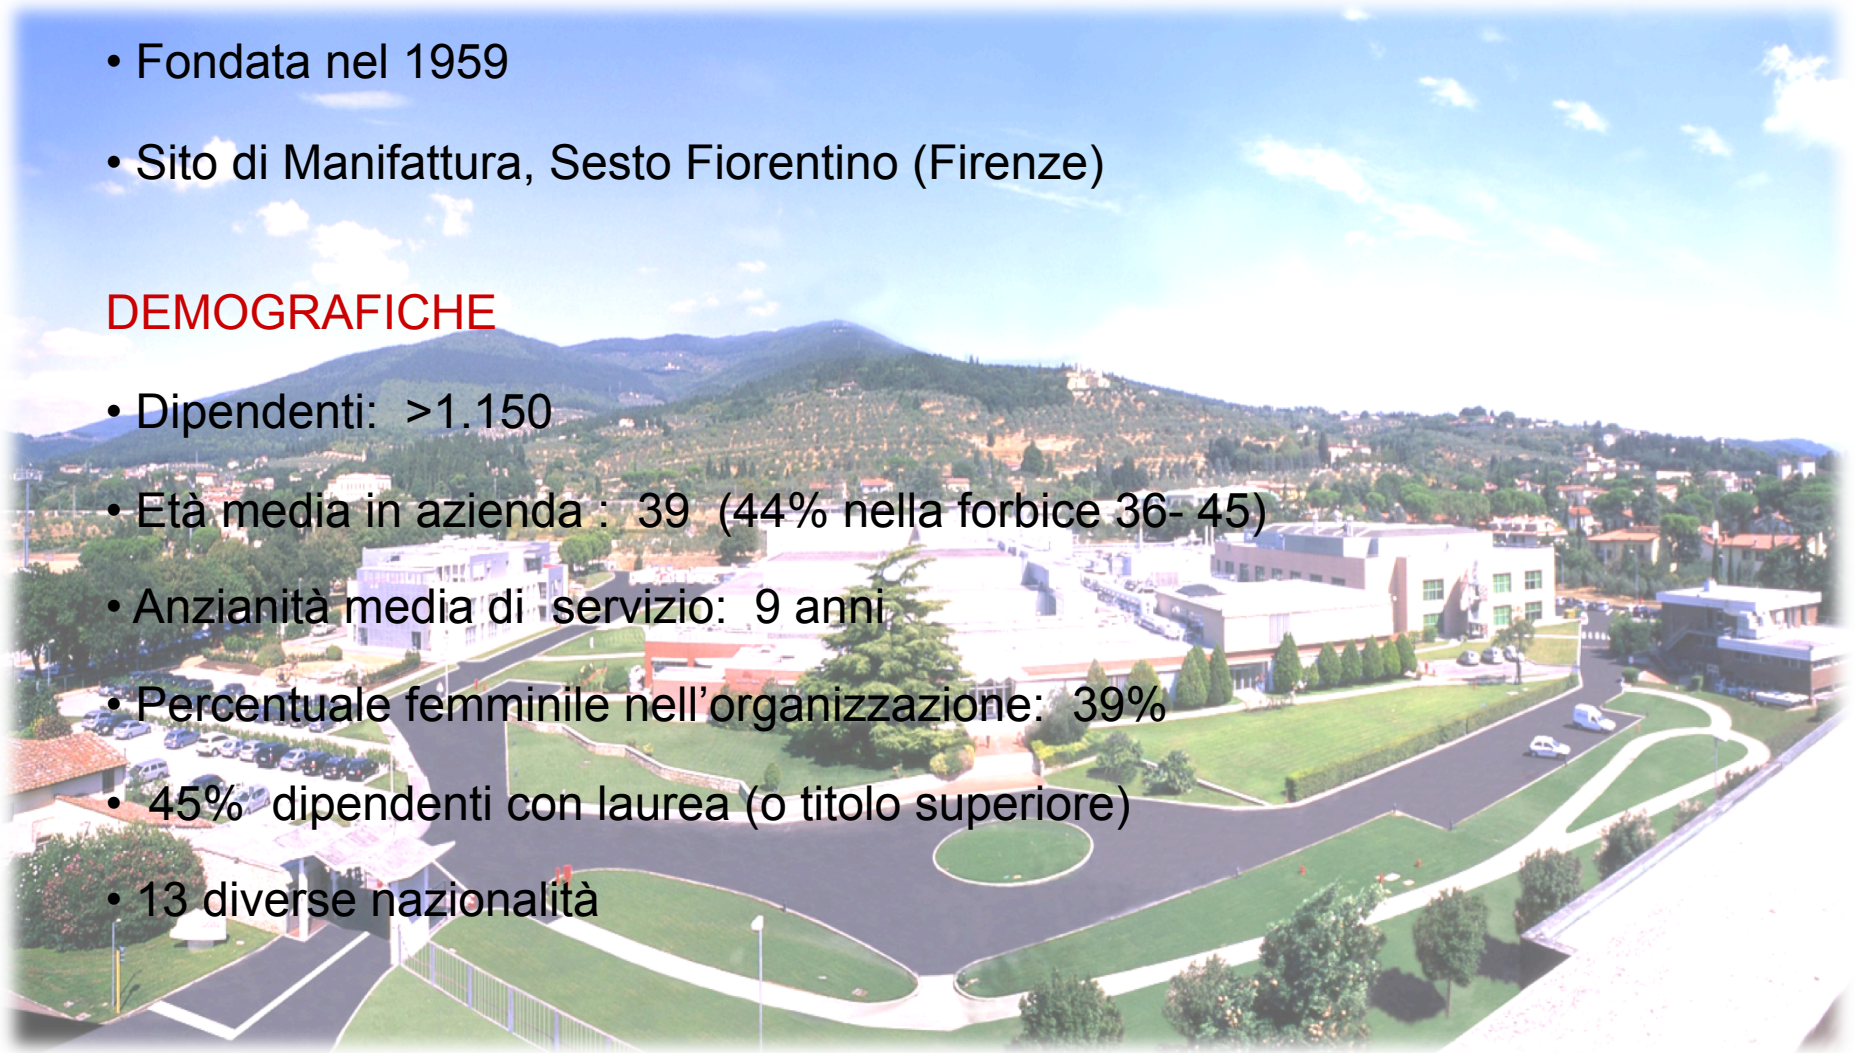 • Fondata nel 1959
• Sito di Manifattura, Sesto Fiorentino (Firenze)
DEMOGRAFICHE
• Dipendenti: >1.150
• Età media in azienda : 39 (44% nella forbice 36- 45)
• Anzianità media di servizio: 9 anni
• Percentuale femminile nell’organizzazione: 39%
• 45% dipendenti con laurea (o titolo superiore)
• 13 diverse nazionalità